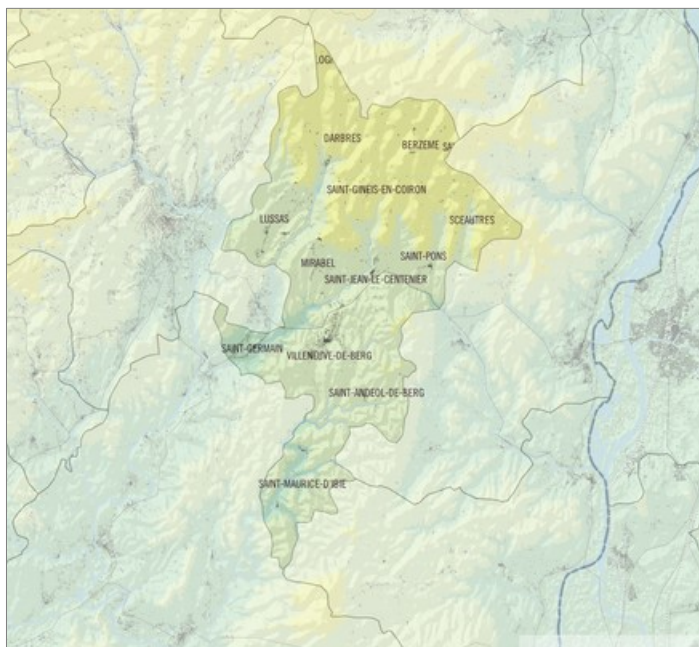 DARBRES
BERZEME
SAINT-GINEIS-EN-COIRON
LUSSAS
SCEAUTRES
SAINT-PONS
MIRABEL
SAINT-JEAN-LE-CENTENIER
SAINT-GERMAIN
VILLENEUVE-DE-BERG
SAINT-ANDEOL-DE-BERG
SAINT-MAURICE-D'IBIE